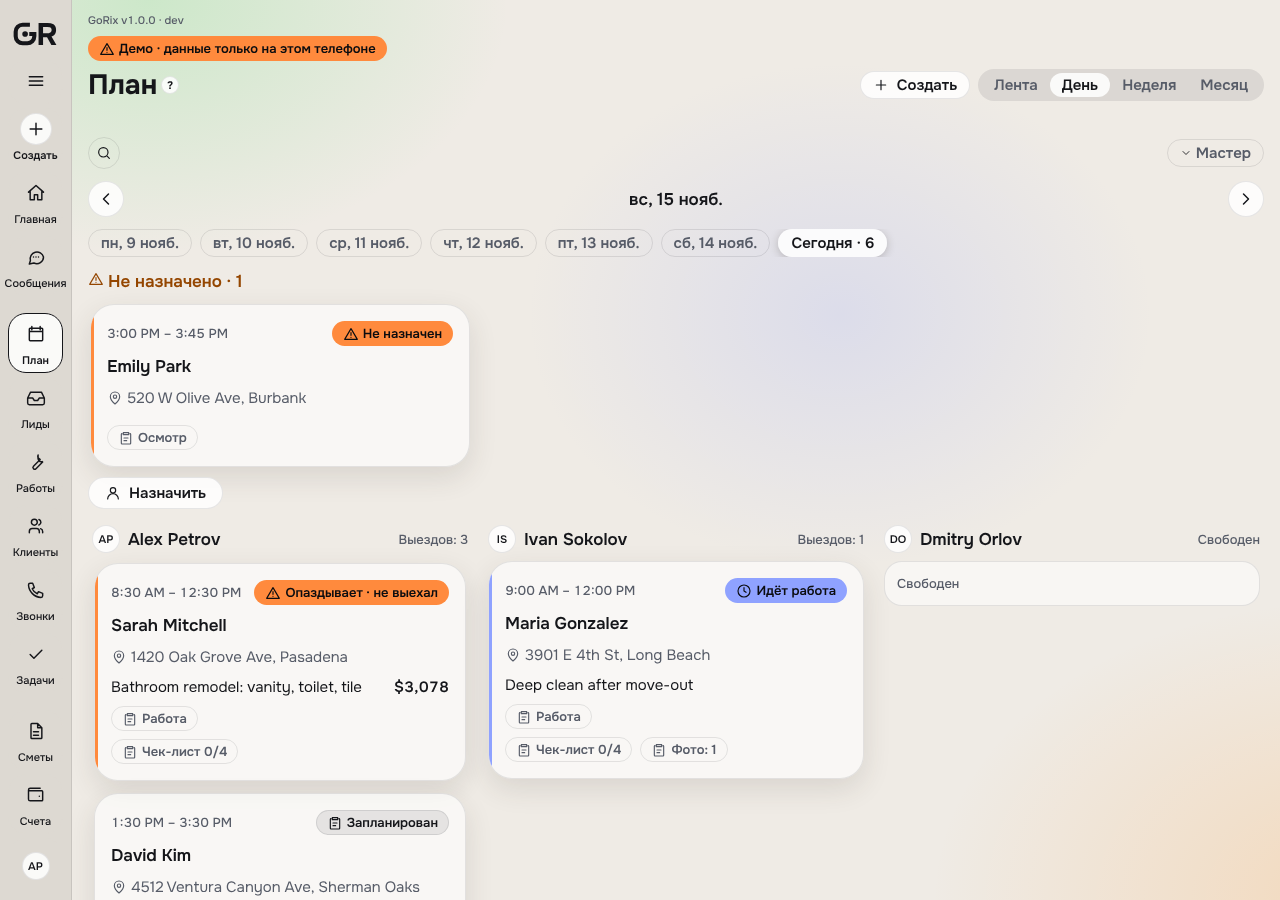 GR
GoRix v1.0.0 · dev
Демо · данные только на этом телефоне
План ?
Создать
Лента День Неделя Месяц
Создать
Главная
Сообщения
План
Лиды
Работы
Клиенты
Звонки
Задачи
Сметы
Счета
AP
Мастер
вс, 15 нояб.
пн, 9 нояб. вт, 10 нояб. ср, 11 нояб. чт, 12 нояб. пт, 13 нояб. сб, 14 нояб. Сегодня · 6
Не назначено · 1
3:00 PM – 3:45 PM Не назначен
Emily Park
520 W Olive Ave, Burbank
Осмотр
Назначить
AP Alex Petrov Выездов: 3
8:30 AM – 12:30 PM Опаздывает · не выехал
Sarah Mitchell
1420 Oak Grove Ave, Pasadena
Bathroom remodel: vanity, toilet, tile $3,078
Работа
Чек-лист 0/4
1:30 PM – 3:30 PM Запланирован
David Kim
4512 Ventura Canyon Ave, Sherman Oaks
IS Ivan Sokolov Выездов: 1
9:00 AM – 12:00 PM Идёт работа
Maria Gonzalez
3901 E 4th St, Long Beach
Deep clean after move-out
Работа
Чек-лист 0/4 Фото: 1
DO Dmitry Orlov Свободен
Свободен